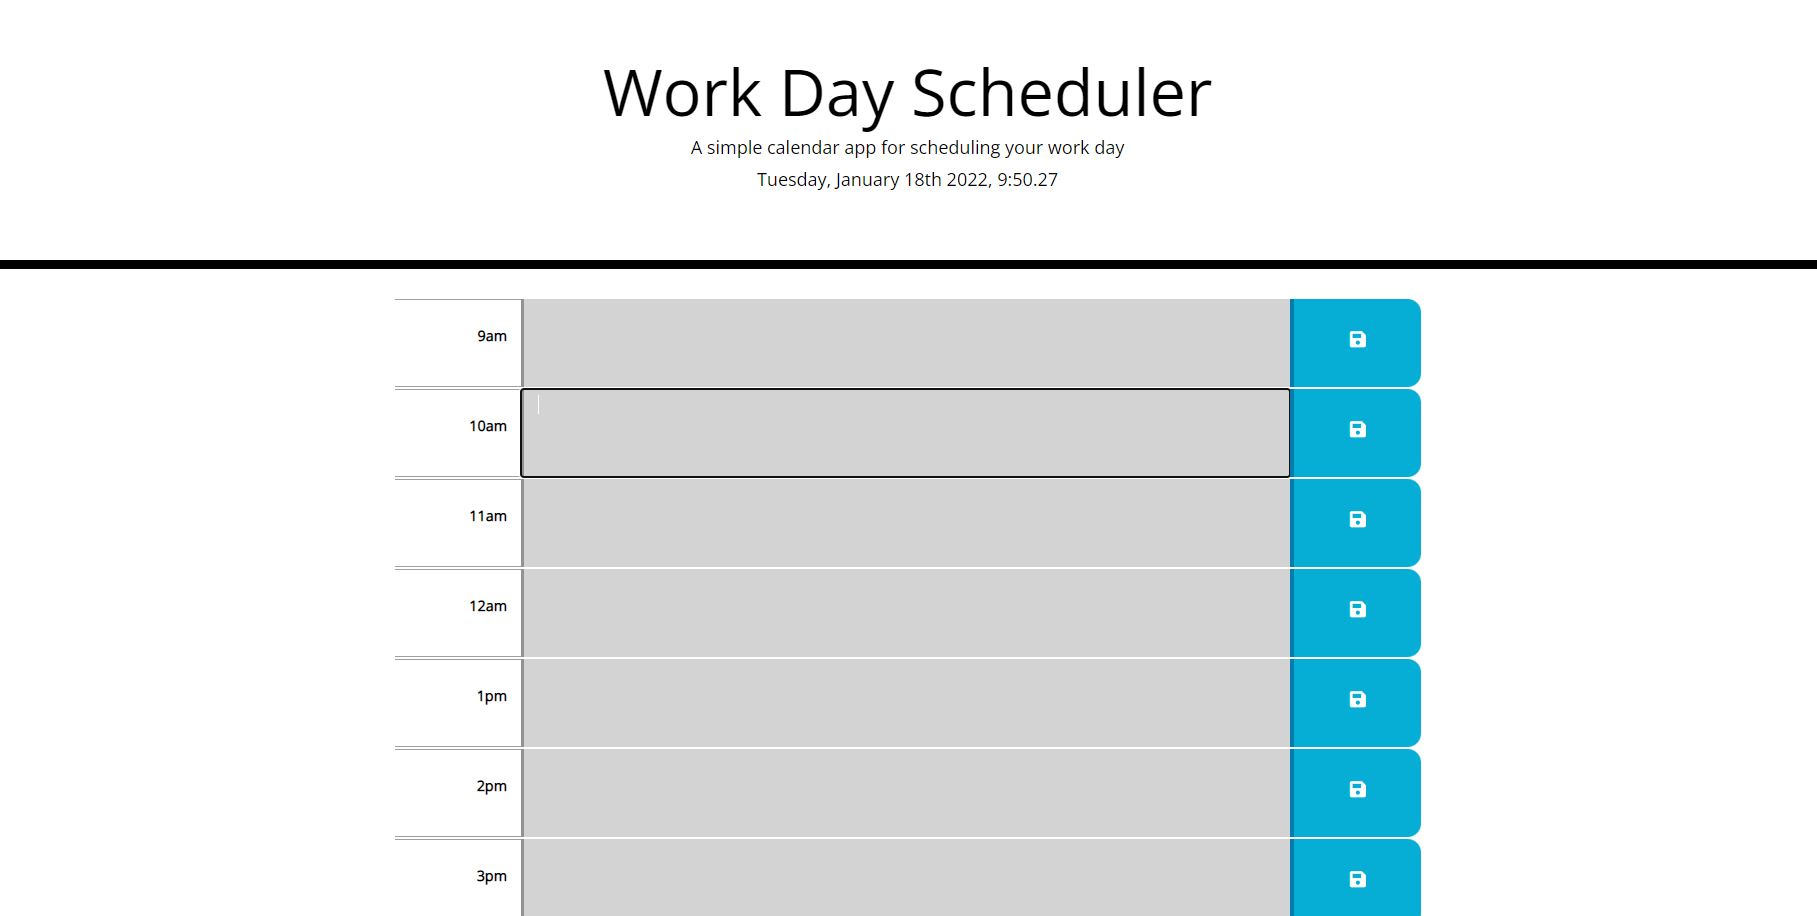 Work Day Scheduler
A simple calendar app for scheduling your work day
Tuesday, January 18th 2022, 9:50.27
9am
10am
11am
12am
1pm
2pm
3pm